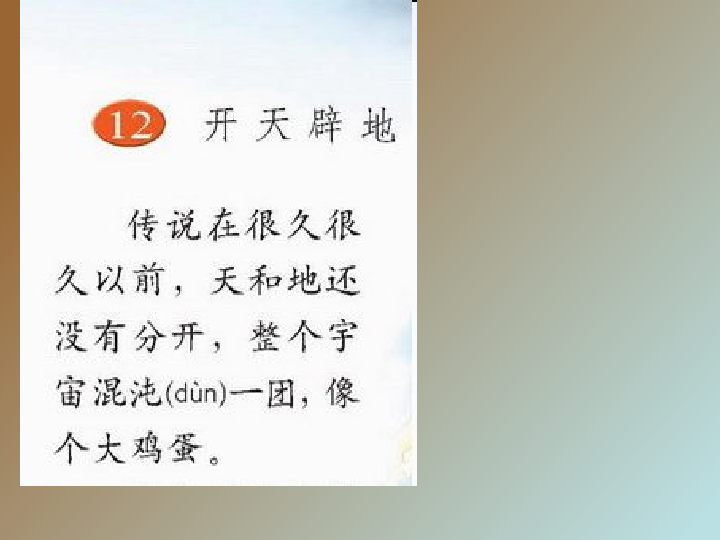 12 开天辟地
传说在很久很
久以前，天和地还
没有分开，整个宇
宙混沌(dùn)一团，像
个大鸡蛋。